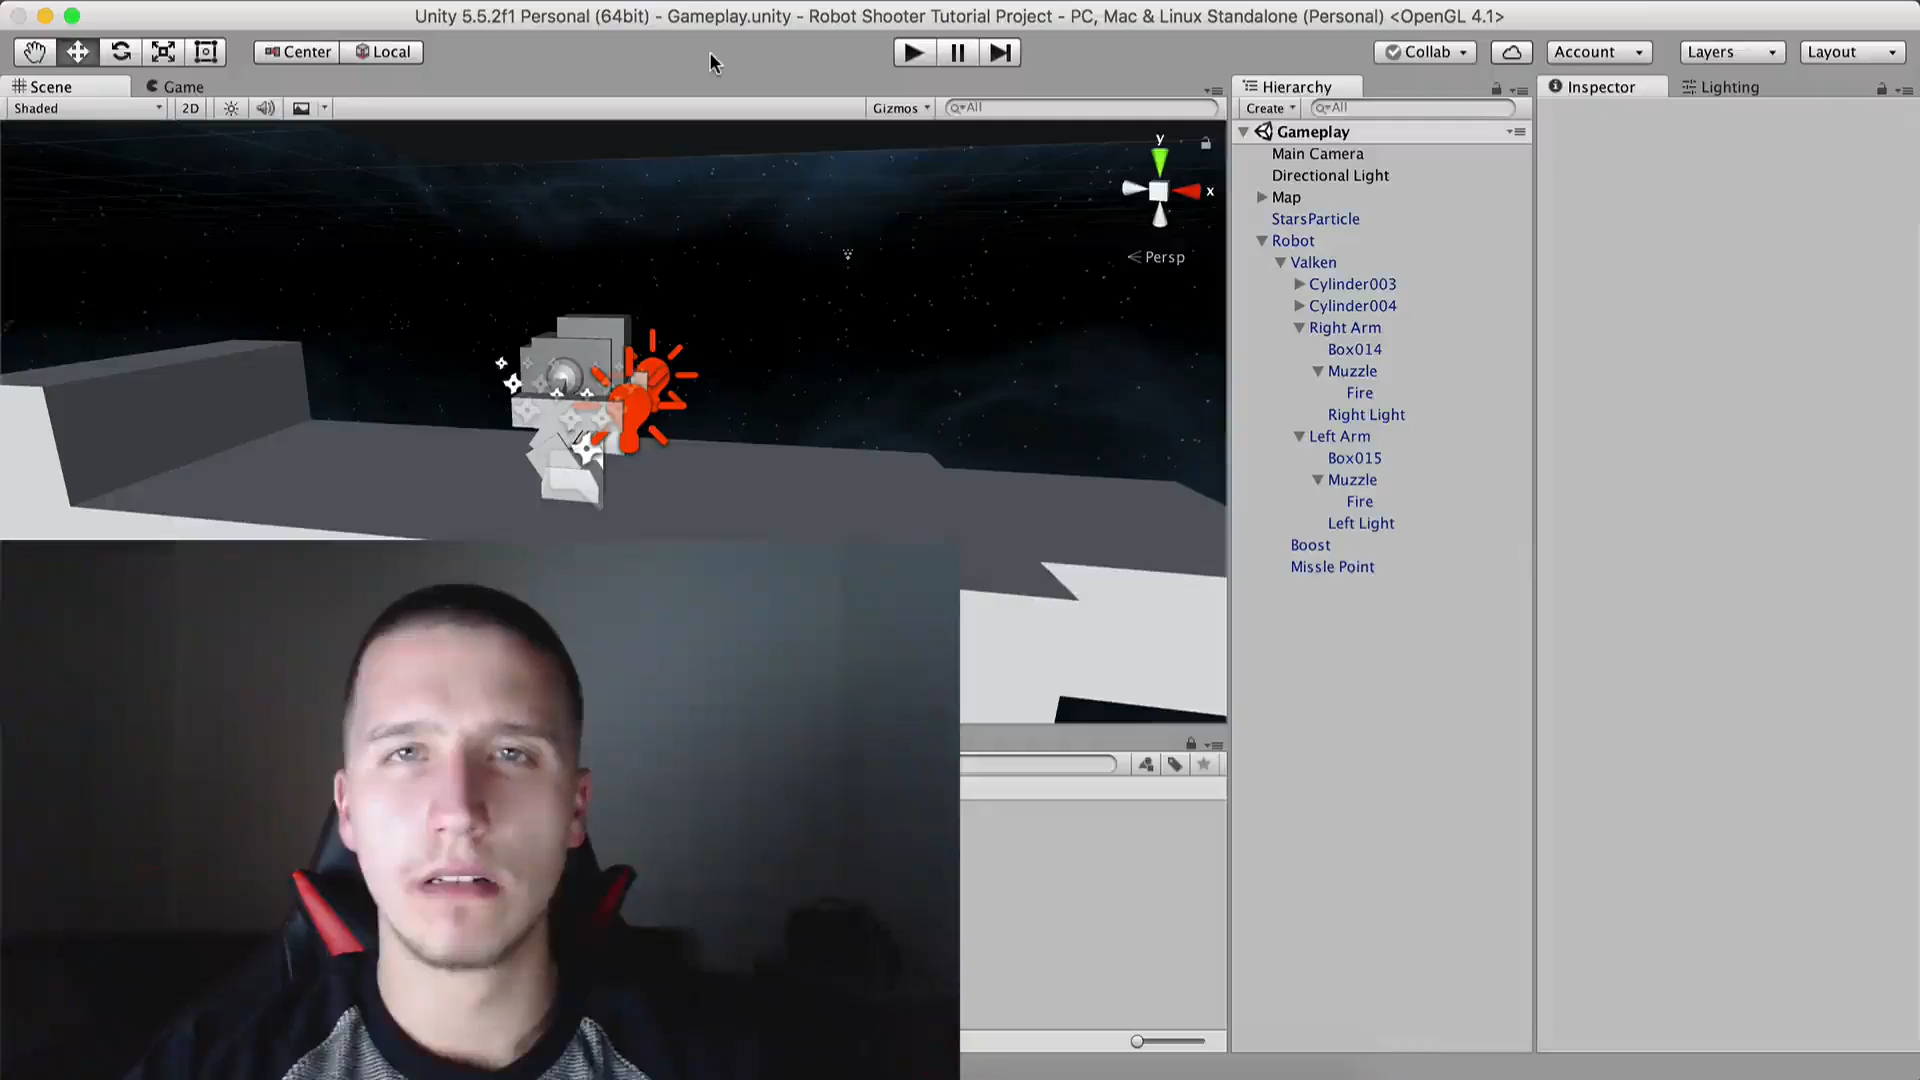 Unity 5.5.2f1 Personal (64bit) - Gameplay.unity - Robot Shooter Tutorial Project - PC, Mac & Linux Standalone (Personal) <OpenGL 4.1>
Center Local
Collab Account Layers Layout
Scene Game
Shaded 2D Gizmos All
y
x
Persp
Hierarchy
Create All
Gameplay
Main Camera
Directional Light
Map
StarsParticle
Robot
Valken
Cylinder003
Cylinder004
Right Arm
Box014
Muzzle
Fire
Right Light
Left Arm
Box015
Muzzle
Fire
Left Light
Boost
Missle Point
Inspector Lighting